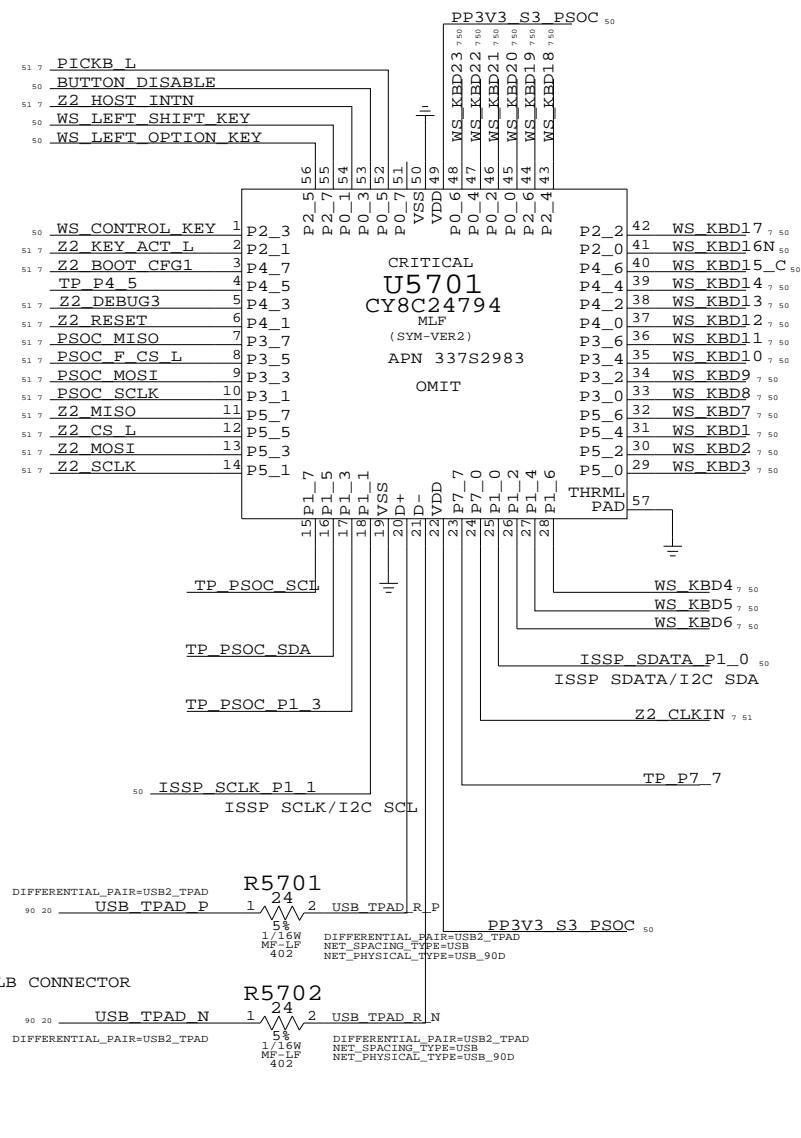 PP3V3_S3_PSOC 50
51 7 PICKB_L
50 BUTTON_DISABLE
51 7 Z2_HOST_INTN
50 WS_LEFT_SHIFT_KEY
50 WS_LEFT_OPTION_KEY
WS_KBD23 7 50
WS_KBD22 7 50
WS_KBD21 7 50
WS_KBD20 7 50
WS_KBD19 7 50
WS_KBD18 7 50
56 55 54 53 52 51 50 49 48 47 46 45 44 43
P2_5 P2_7 P0_1 P0_3 P0_5 P0_7 VSS VDD P0_6 P0_4 P0_2 P0_0 P2_6 P2_4
50 WS_CONTROL_KEY 1 P2_3
51 7 Z2_KEY_ACT_L 2 P2_1
51 7 Z2_BOOT_CFG1 3 P4_7
TP_P4_5 4 P4_5
51 7 Z2_DEBUG3 5 P4_3
51 7 Z2_RESET 6 P4_1
51 7 PSOC_MISO 7 P3_7
51 7 PSOC_F_CS_L 8 P3_5
51 7 PSOC_MOSI 9 P3_3
51 7 PSOC_SCLK 10 P3_1
51 7 Z2_MISO 11 P5_7
51 7 Z2_CS_L 12 P5_5
51 7 Z2_MOSI 13 P5_3
51 7 Z2_SCLK 14 P5_1
CRITICAL
U5701
CY8C24794
MLF
(SYM-VER2)
APN 337S2983
OMIT
P2_2 42 WS_KBD17 7 50
P2_0 41 WS_KBD16N 50
P4_6 40 WS_KBD15_C 50
P4_4 39 WS_KBD14 7 50
P4_2 38 WS_KBD13 7 50
P4_0 37 WS_KBD12 7 50
P3_6 36 WS_KBD11 7 50
P3_4 35 WS_KBD10 7 50
P3_2 34 WS_KBD9 7 50
P3_0 33 WS_KBD8 7 50
P5_6 32 WS_KBD7 7 50
P5_4 31 WS_KBD1 7 50
P5_2 30 WS_KBD2 7 50
P5_0 29 WS_KBD3 7 50
THRML
PAD 57
P1_7 P1_5 P1_3 P1_1 VSS D+ D- VDD P7_7 P7_0 P1_0 P1_2 P1_4 P1_6
15 16 17 18 19 20 21 22 23 24 25 26 27 28
TP_PSOC_SCL
WS_KBD4 7 50
WS_KBD5 7 50
WS_KBD6 7 50
TP_PSOC_SDA
ISSP_SDATA_P1_0 50
ISSP SDATA/I2C SDA
TP_PSOC_P1_3
Z2_CLKIN 7 51
TP_P7_7
50 ISSP_SCLK_P1_1
ISSP SCLK/I2C SCL
R5701
DIFFERENTIAL_PAIR=USB2_TPAD
90 20 USB_TPAD_P 1 24 2 USB_TPAD_R_P
5%
1/16W
MF-LF
402
PP3V3_S3_PSOC 50
DIFFERENTIAL_PAIR=USB2_TPAD
NET_SPACING_TYPE=USB
NET_PHYSICAL_TYPE=USB_90D
LB CONNECTOR
R5702
90 20 USB_TPAD_N 1 24 2 USB_TPAD_R_N
DIFFERENTIAL_PAIR=USB2_TPAD
5%
1/16W
MF-LF
402
DIFFERENTIAL_PAIR=USB2_TPAD
NET_SPACING_TYPE=USB
NET_PHYSICAL_TYPE=USB_90D